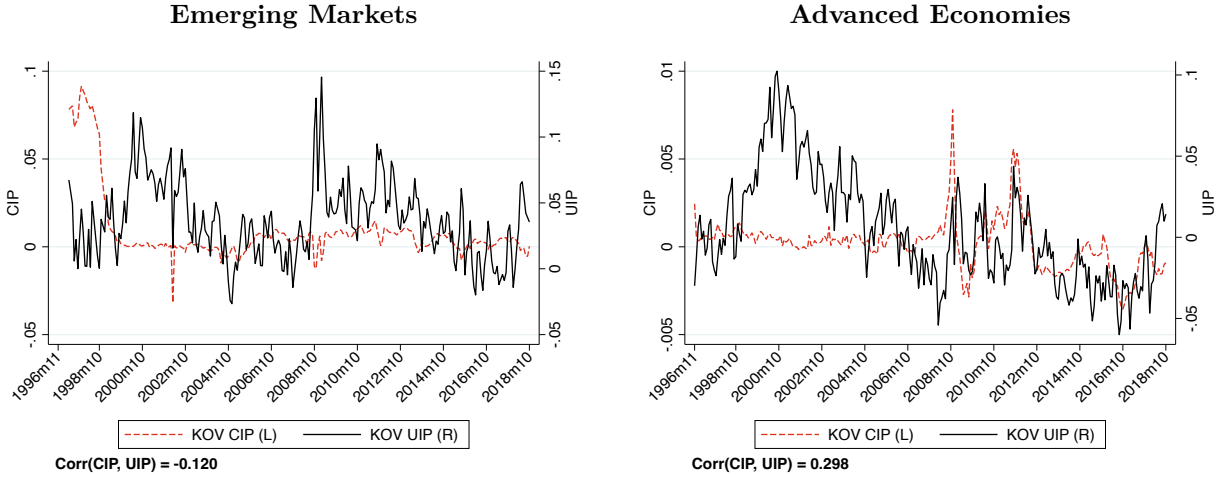 Emerging Markets
.1
.05
0
-.05
CIP
.15
.1
.05
0
-.05
UIP
1996m11
1998m10
2000m10
2002m10
2004m10
2006m10
2008m10
2010m10
2012m10
2014m10
2016m10
2018m10
KOV CIP (L)
KOV UIP (R)
Corr(CIP, UIP) = -0.120
Advanced Economies
.01
.005
0
-.005
CIP
.1
.05
0
-.05
UIP
1996m11
1998m10
2000m10
2002m10
2004m10
2006m10
2008m10
2010m10
2012m10
2014m10
2016m10
2018m10
KOV CIP (L)
KOV UIP (R)
Corr(CIP, UIP) = 0.298